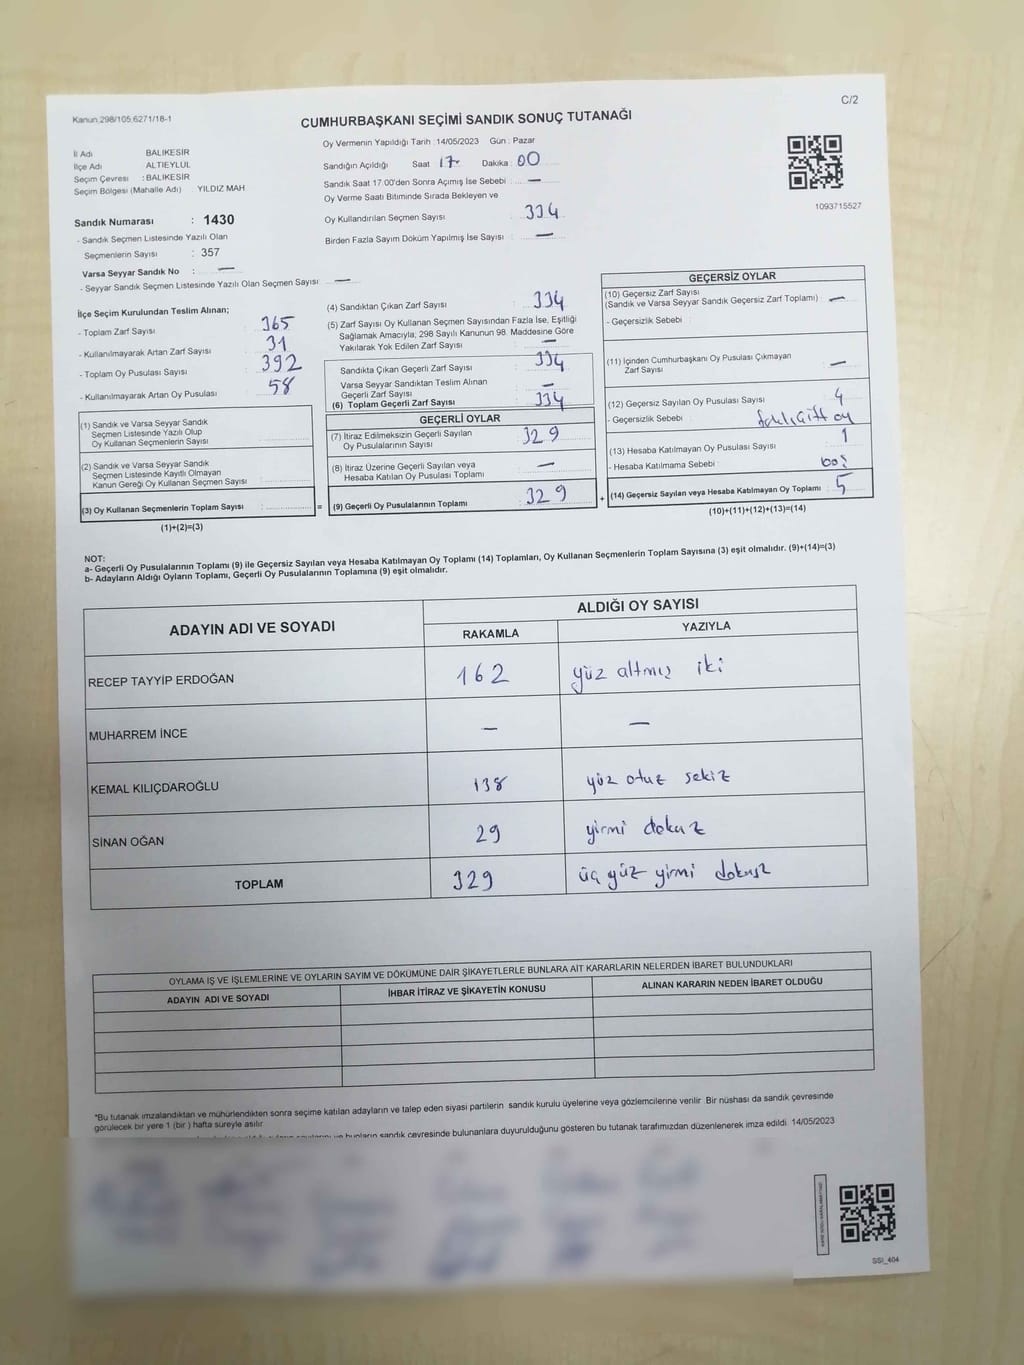 C/2
Kanun;298/105;6271/18-1
CUMHURBAŞKANI SEÇİMİ SANDIK SONUÇ TUTANAĞI
İl Adı BALIKESİR
İlçe Adı ALTIEYLÜL
Seçim Çevresi : BALIKESİR
Seçim Bölgesi (Mahalle Adı) : YILDIZ MAH
Sandık Numarası : 1430
- Sandık Seçmen Listesinde Yazılı Olan
Seçmenlerin Sayısı : 357
Varsa Seyyar Sandık No : —
- Seyyar Sandık Seçmen Listesinde Yazılı Olan Seçmen Sayısı : —
Oy Vermenin Yapıldığı Tarih : 14/05/2023 Gün : Pazar
Sandığın Açıldığı Saat 17 Dakika : 00
Sandık Saat 17.00'den Sonra Açımış İse Sebebi : —
Oy Verme Saati Bitiminde Sırada Bekleyen ve
Oy Kullandırılan Seçmen Sayısı : 334
Birden Fazla Sayım Döküm Yapılmış İse Sayısı : —
1093715527
İlçe Seçim Kurulundan Teslim Alınan;
- Toplam Zarf Sayısı : 365
- Kullanılmayarak Artan Zarf Sayısı : 31
- Toplam Oy Pusulası Sayısı : 392
- Kullanılmayarak Artan Oy Pusulası : 58
(1) Sandık ve Varsa Seyyar Sandık
Seçmen Listesinde Yazılı Olup
Oy Kullanan Seçmenlerin Sayısı
(2) Sandık ve Varsa Seyyar Sandık
Seçmen Listesinde Kayıtlı Olmayan
Kanun Gereği Oy Kullanan Seçmen Sayısı
(3) Oy Kullanan Seçmenlerin Toplam Sayısı : =
(1)+(2)=(3)
(4) Sandıktan Çıkan Zarf Sayısı : 334
(5) Zarf Sayısı Oy Kullanan Seçmen Sayısından Fazla İse, Eşitliği
Sağlamak Amacıyla; 298 Sayılı Kanunun 98. Maddesine Göre
Yakılarak Yok Edilen Zarf Sayısı : —
Sandıkta Çıkan Geçerli Zarf Sayısı : 334
Varsa Seyyar Sandıktan Teslim Alınan
Geçerli Zarf Sayısı : —
(6) Toplam Geçerli Zarf Sayısı : 334
GEÇERLİ OYLAR
(7) İtiraz Edilmeksizin Geçerli Sayılan
Oy Pusulalarının Sayısı : 329
(8) İtiraz Üzerine Geçerli Sayılan veya
Hesaba Katılan Oy Pusulası Toplamı : —
(9) Geçerli Oy Pusulalarının Toplamı : 329 +
GEÇERSİZ OYLAR
(10) Geçersiz Zarf Sayısı
(Sandık ve Varsa Seyyar Sandık Geçersiz Zarf Toplamı) : —
- Geçersizlik Sebebi :
(11) İçinden Cumhurbaşkanı Oy Pusulası Çıkmayan
Zarf Sayısı : —
(12) Geçersiz Sayılan Oy Pusulası Sayısı : 4
- Geçersizlik Sebebi : çift oy
(13) Hesaba Katılmayan Oy Pusulası Sayısı : 1
- Hesaba Katılmama Sebebi : boş
(14) Geçersiz Sayılan veya Hesaba Katılmayan Oy Toplamı : 5
(10)+(11)+(12)+(13)=(14)
NOT:
a- Geçerli Oy Pusulalarının Toplamı (9) ile Geçersiz Sayılan veya Hesaba Katılmayan Oy Toplamı (14) Toplamları, Oy Kullanan Seçmenlerin Toplam Sayısına (3) eşit olmalıdır. (9)+(14)=(3)
b- Adayların Aldığı Oyların Toplamı, Geçerli Oy Pusulalarının Toplamına (9) eşit olmalıdır.
ADAYIN ADI VE SOYADI ALDIĞI OY SAYISI
RAKAMLA YAZIYLA
RECEP TAYYİP ERDOĞAN 162 yüz altmış iki
MUHARREM İNCE — —
KEMAL KILIÇDAROĞLU 138 yüz otuz sekiz
SİNAN OĞAN 29 yirmi dokuz
TOPLAM 329 üç yüz yirmi dokuz
OYLAMA İŞ VE İŞLEMLERİNE VE OYLARIN SAYIM VE DÖKÜMÜNE DAİR ŞİKAYETLERLE BUNLARA AİT KARARLARIN NELERDEN İBARET BULUNDUKLARI
ADAYIN ADI VE SOYADI İHBAR İTİRAZ VE ŞİKAYETİN KONUSU ALINAN KARARIN NEDEN İBARET OLDUĞU
*Bu tutanak imzalandıktan ve mühürlendikten sonra seçime katılan adayların ve talep eden siyasi partilerin sandık kurulu üyelerine veya gözlemcilerine verilir Bir nüshası da sandık çevresinde
görülecek bir yere 1 (bir ) hafta süreyle asılır
bunların sandık çevresinde bulunanlara duyurulduğunu gösteren bu tutanak tarafımızdan düzenlenerek imza edildi. 14/05/2023
SSI_404